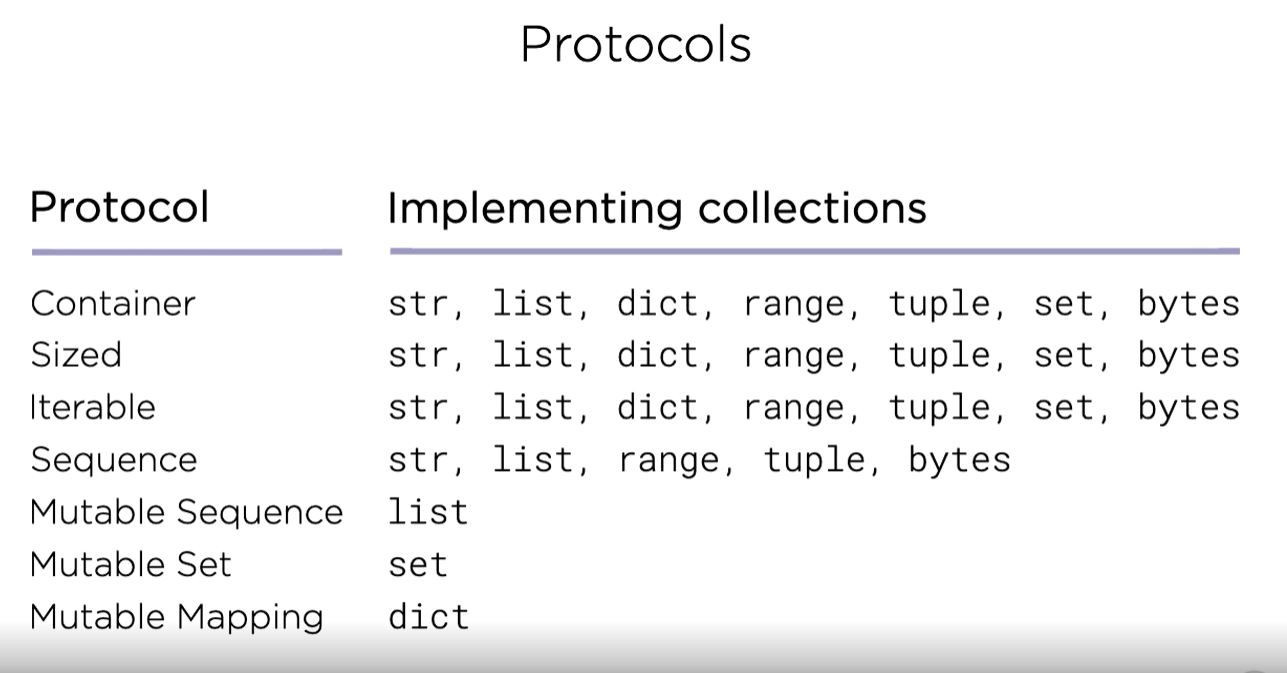 Protocols
Protocol Implementing collections
Container str, list, dict, range, tuple, set, bytes
Sized str, list, dict, range, tuple, set, bytes
Iterable str, list, dict, range, tuple, set, bytes
Sequence str, list, range, tuple, bytes
Mutable Sequence list
Mutable Set set
Mutable Mapping dict